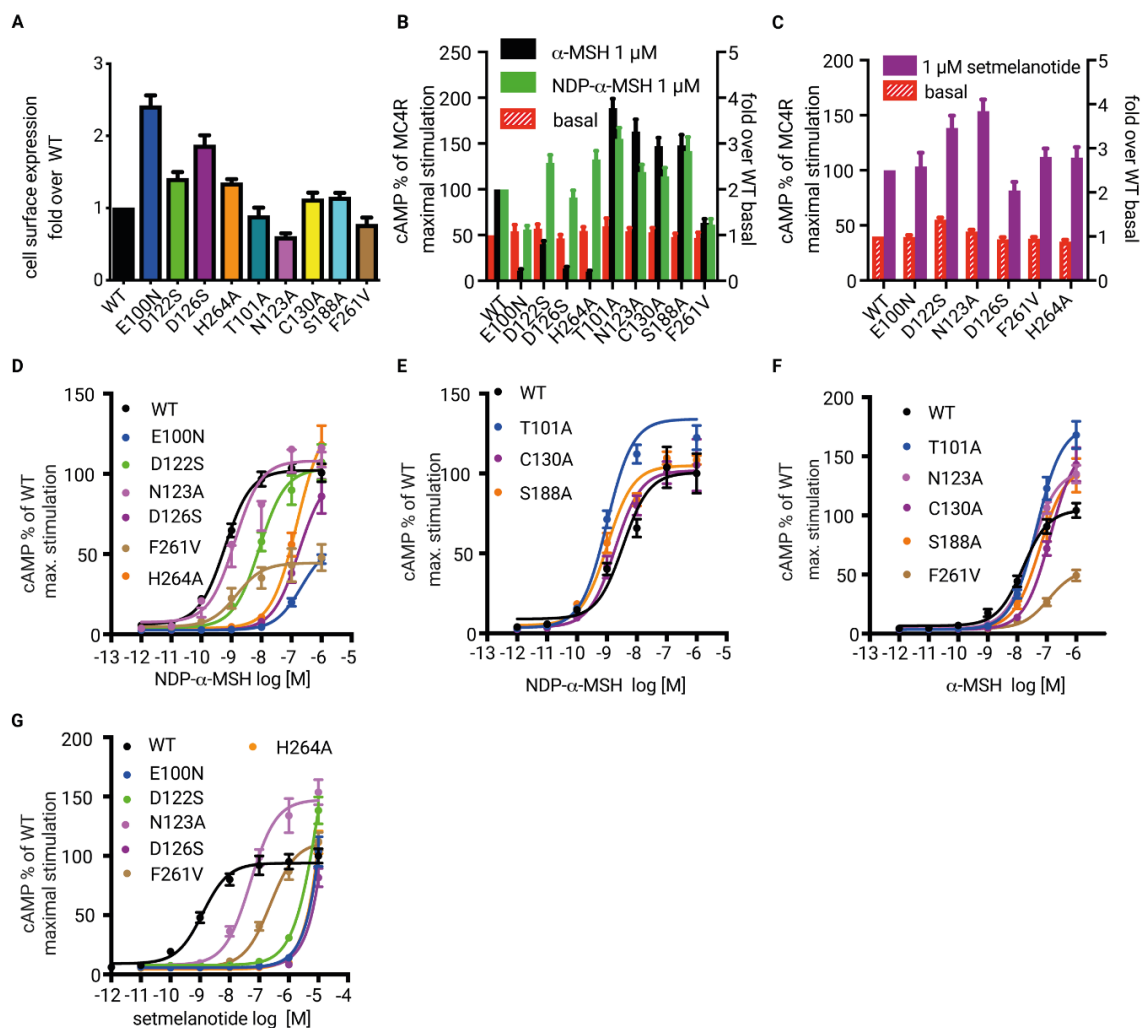 A
cell surface expression
fold over WT
3
2
1
0
WT
E100N
D122S
D126S
H264A
T101A
N123A
C130A
S188A
F261V
B
cAMP % of MC4R
maximal stimulation
250
200
150
100
50
0
α-MSH 1 µM
NDP-α-MSH 1 µM
basal
5
4
3
2
1
0
fold over WT basal
WT
E100N
D122S
D126S
H264A
T101A
N123A
C130A
S188A
F261V
C
cAMP % of MC4R
maximal stimulation
200
150
100
50
0
1 µM setmelanotide
basal
5
4
3
2
1
0
fold over WT basal
WT
E100N
D122S
N123A
D126S
F261V
H264A
D
cAMP % of WT
max. stimulation
150
100
50
0
WT
E100N
D122S
N123A
D126S
F261V
H264A
-13 -12 -11 -10 -9 -8 -7 -6 -5
NDP-α-MSH log [M]
E
cAMP % of WT
max. stimulation
150
100
50
0
WT
T101A
C130A
S188A
-13 -12 -11 -10 -9 -8 -7 -6 -5
NDP-α-MSH log [M]
F
cAMP % of WT
max. stimulation
200
150
100
50
0
WT
T101A
N123A
C130A
S188A
F261V
-13 -12 -11 -10 -9 -8 -7 -6
α-MSH log [M]
G
cAMP % of WT
maximal stimulation
200
150
100
50
0
WT
E100N
D122S
N123A
D126S
F261V
H264A
-12 -11 -10 -9 -8 -7 -6 -5 -4
setmelanotide log [M]